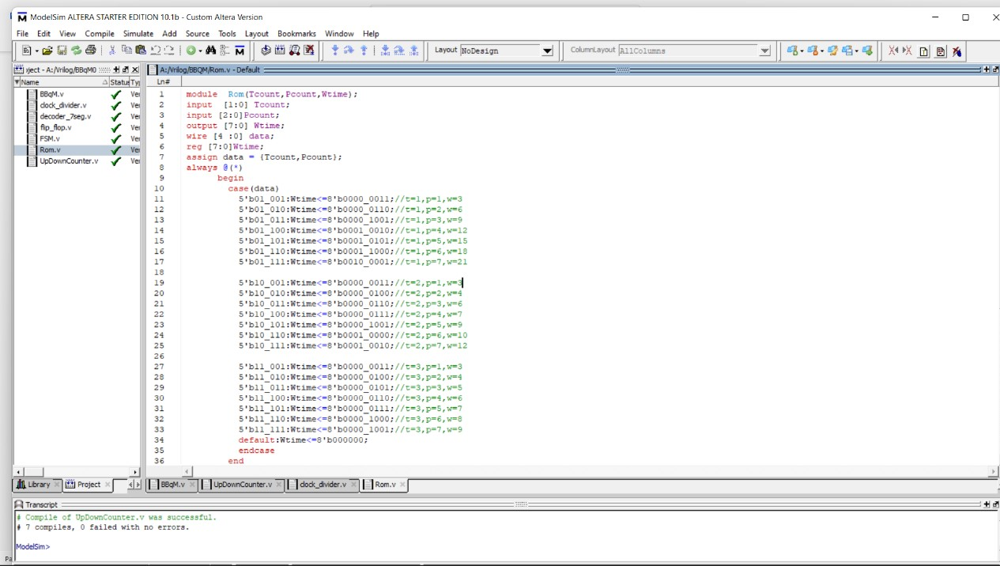 ModelSim ALTERA STARTER EDITION 10.1b - Custom Altera Version
File Edit View Compile Simulate Add Source Tools Layout Bookmarks Window Help
Layout NoDesign ColumnLayout AllColumns
ject - A:/Vrilog/BBqM0
A:/Vrilog/BBQM/Rom.v - Default
Name Statu Ty
Ln#
BBqM.v Ver
clock_divider.v Ver
decoder_7seg.v Ver
flip_flop.v Ver
FSM.v Ver
Rom.v Ver
UpDownCounter.v Ver
1 module Rom(Tcount,Pcount,Wtime);
2 input [1:0] Tcount;
3 input [2:0]Pcount;
4 output [7:0] Wtime;
5 wire [4 :0] data;
6 reg [7:0]Wtime;
7 assign data = {Tcount,Pcount};
8 always @(*)
9 begin
10 case(data)
11 5'b01_001:Wtime<=8'b0000_0011;//t=1,p=1,w=3
12 5'b01_010:Wtime<=8'b0000_0110;//t=1,p=2,w=6
13 5'b01_011:Wtime<=8'b0000_1001;//t=1,p=3,w=9
14 5'b01_100:Wtime<=8'b0001_0010;//t=1,p=4,w=12
15 5'b01_101:Wtime<=8'b0001_0101;//t=1,p=5,w=15
16 5'b01_110:Wtime<=8'b0001_1000;//t=1,p=6,w=18
17 5'b01_111:Wtime<=8'b0010_0001;//t=1,p=7,w=21
18
19 5'b10_001:Wtime<=8'b0000_0011;//t=2,p=1,w=3
20 5'b10_010:Wtime<=8'b0000_0100;//t=2,p=2,w=4
21 5'b10_011:Wtime<=8'b0000_0110;//t=2,p=3,w=6
22 5'b10_100:Wtime<=8'b0000_0111;//t=2,p=4,w=7
23 5'b10_101:Wtime<=8'b0000_1001;//t=2,p=5,w=9
24 5'b10_110:Wtime<=8'b0001_0000;//t=2,p=6,w=10
25 5'b10_111:Wtime<=8'b0001_0010;//t=2,p=7,w=12
26
27 5'b11_001:Wtime<=8'b0000_0011;//t=3,p=1,w=3
28 5'b11_010:Wtime<=8'b0000_0100;//t=3,p=2,w=4
29 5'b11_011:Wtime<=8'b0000_0101;//t=3,p=3,w=5
30 5'b11_100:Wtime<=8'b0000_0110;//t=3,p=4,w=6
31 5'b11_101:Wtime<=8'b0000_0111;//t=3,p=5,w=7
32 5'b11_110:Wtime<=8'b0000_1000;//t=3,p=6,w=8
33 5'b11_111:Wtime<=8'b0000_1001;//t=3,p=7,w=9
34 default:Wtime<=8'b000000;
35 endcase
36 end
Library Project BBqM.v UpDownCounter.v clock_divider.v Rom.v
Transcript
# Compile of UpDownCounter.v was successful.
# 7 compiles, 0 failed with no errors.
ModelSim>
Pa